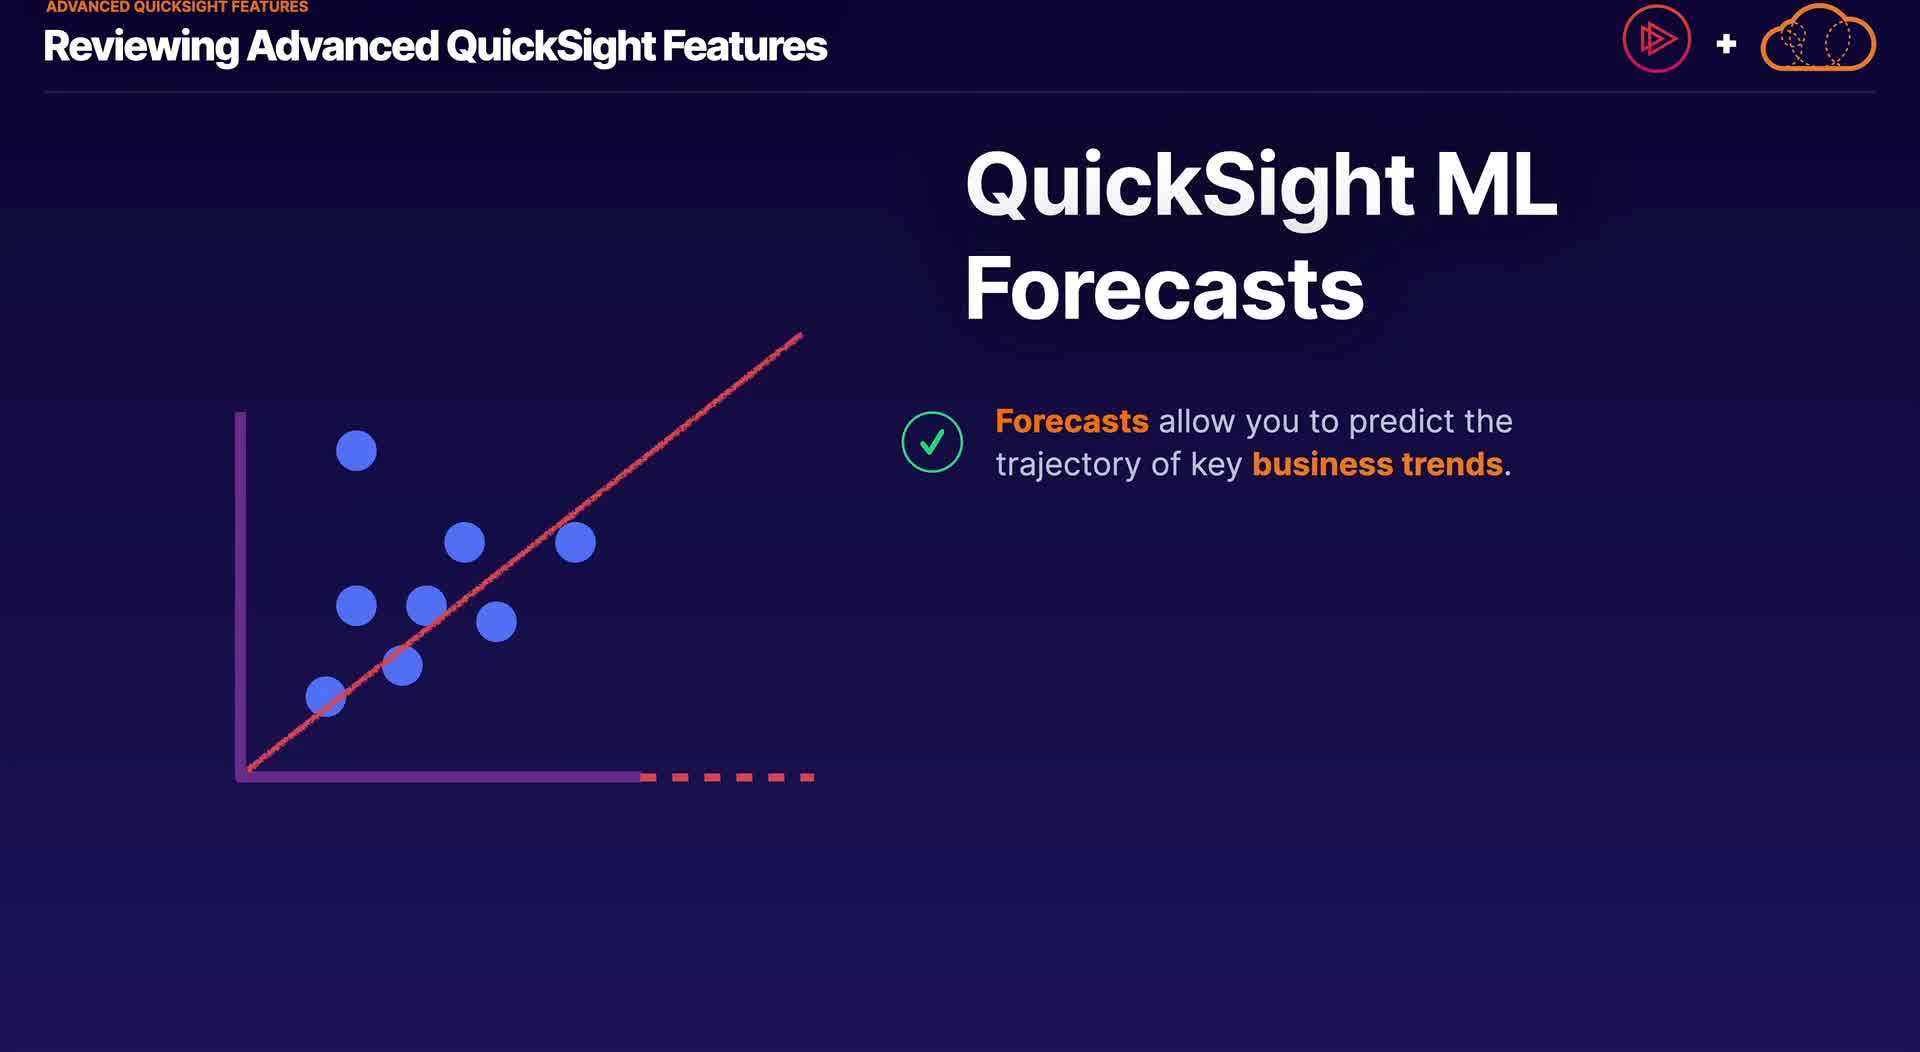 ADVANCED QUICKSIGHT FEATURES
Reviewing Advanced QuickSight Features
+
QuickSight ML
Forecasts
Forecasts allow you to predict the
trajectory of key business trends.